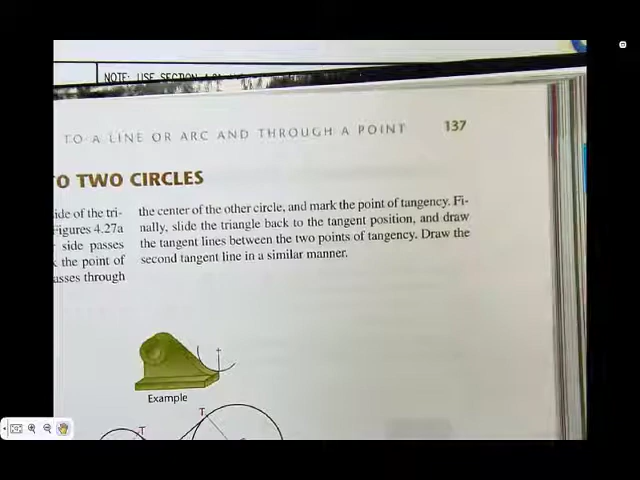 NOTE: USE SECTION
TO A LINE OR ARC AND THROUGH A POINT 137
O TWO CIRCLES
ide of the tri-
Figures 4.27a
side passes
the point of
asses through
the center of the other circle, and mark the point of tangency. Fi-
nally, slide the triangle back to the tangent position, and draw
the tangent lines between the two points of tangency. Draw the
second tangent line in a similar manner.
Example
T
T